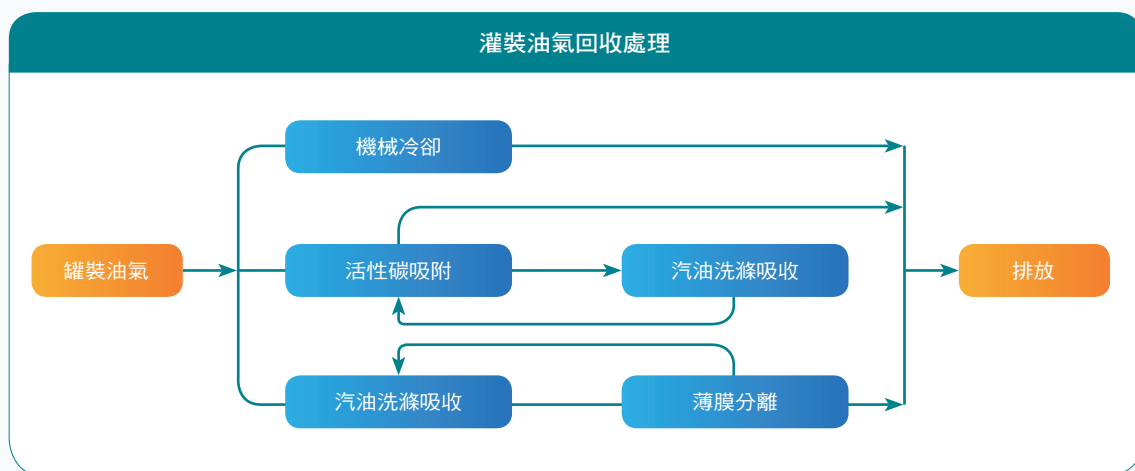 灌裝油氣回收處理
機械冷卻
罐裝油氣
活性碳吸附
汽油洗滌吸收
排放
汽油洗滌吸收
薄膜分離